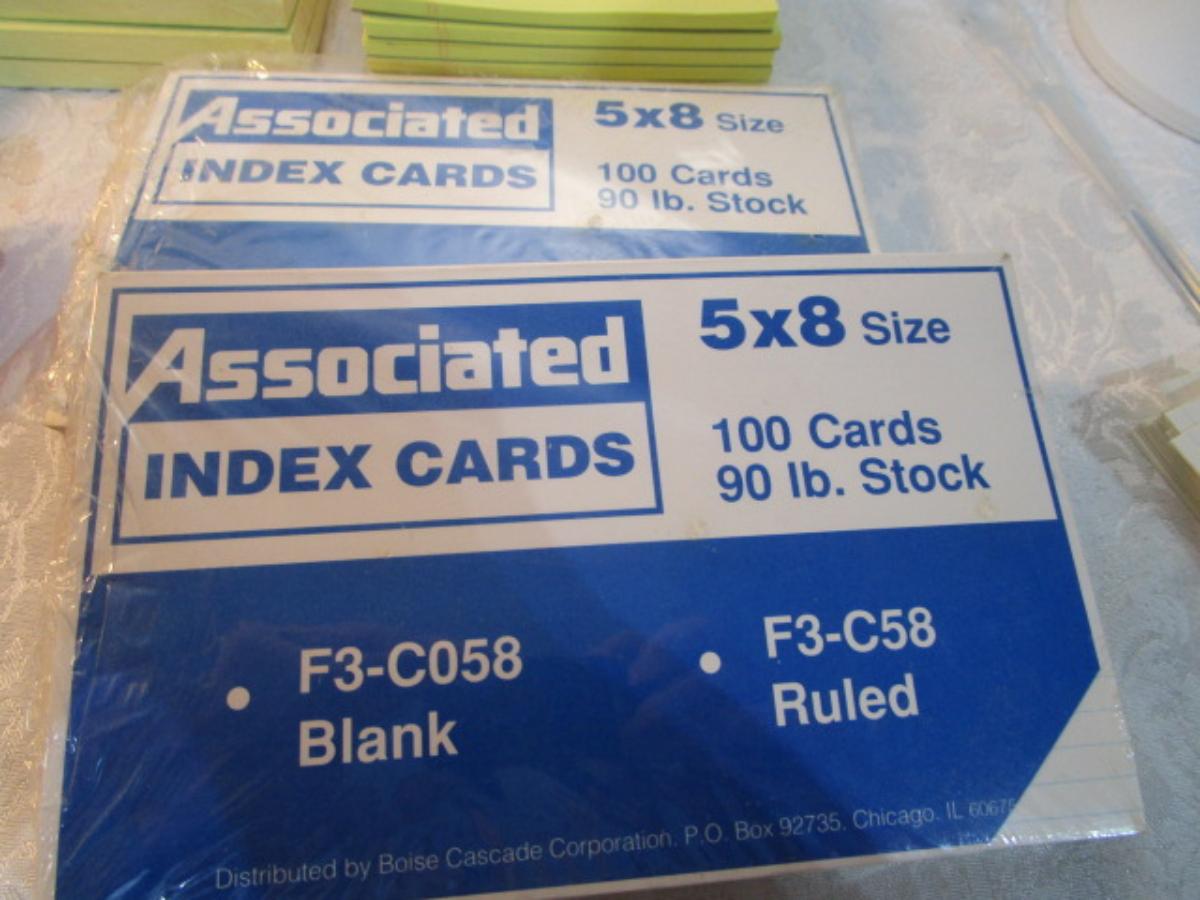 Associated
INDEX CARDS
5x8 Size
100 Cards
90 lb. Stock
Associated
INDEX CARDS
5x8 Size
100 Cards
90 lb. Stock
• F3-C058
Blank
• F3-C58
Ruled
Distributed by Boise Cascade Corporation. P.O. Box 92735. Chicago. IL